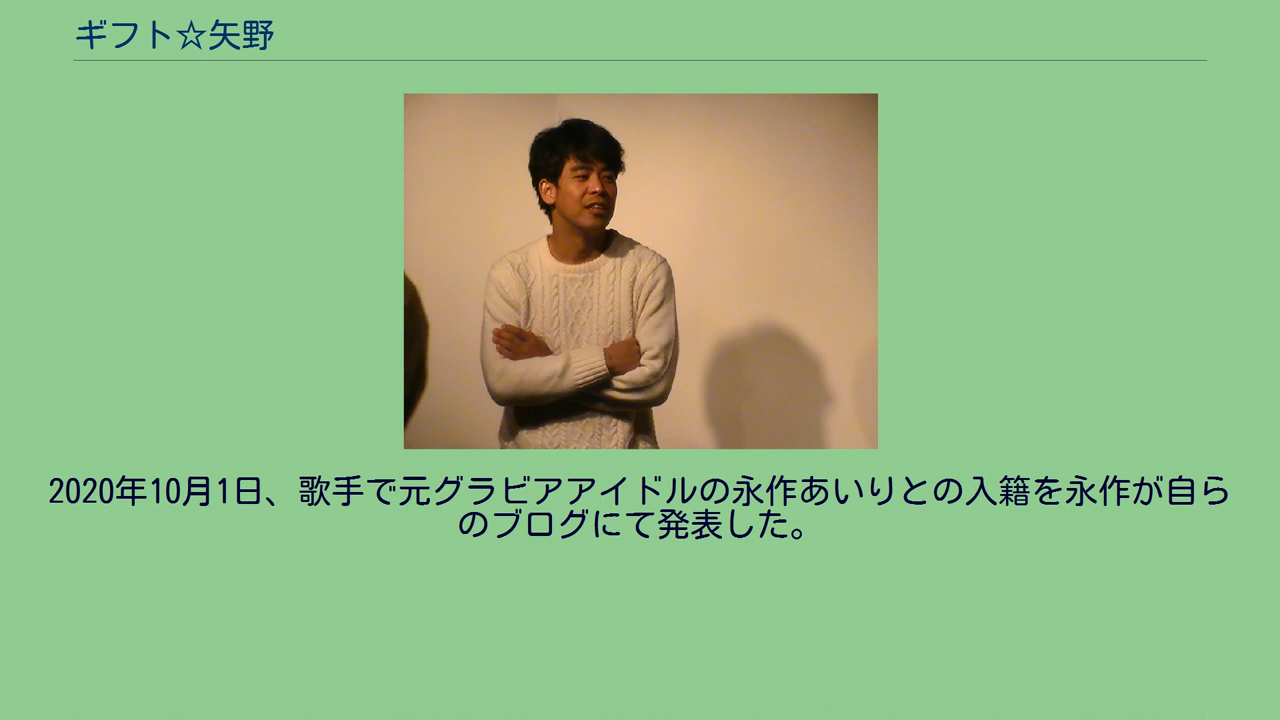 ギフト☆矢野
2020年10月1日、歌手で元グラビアアイドルの永作あいりとの入籍を永作が自ら
のブログにて発表した。